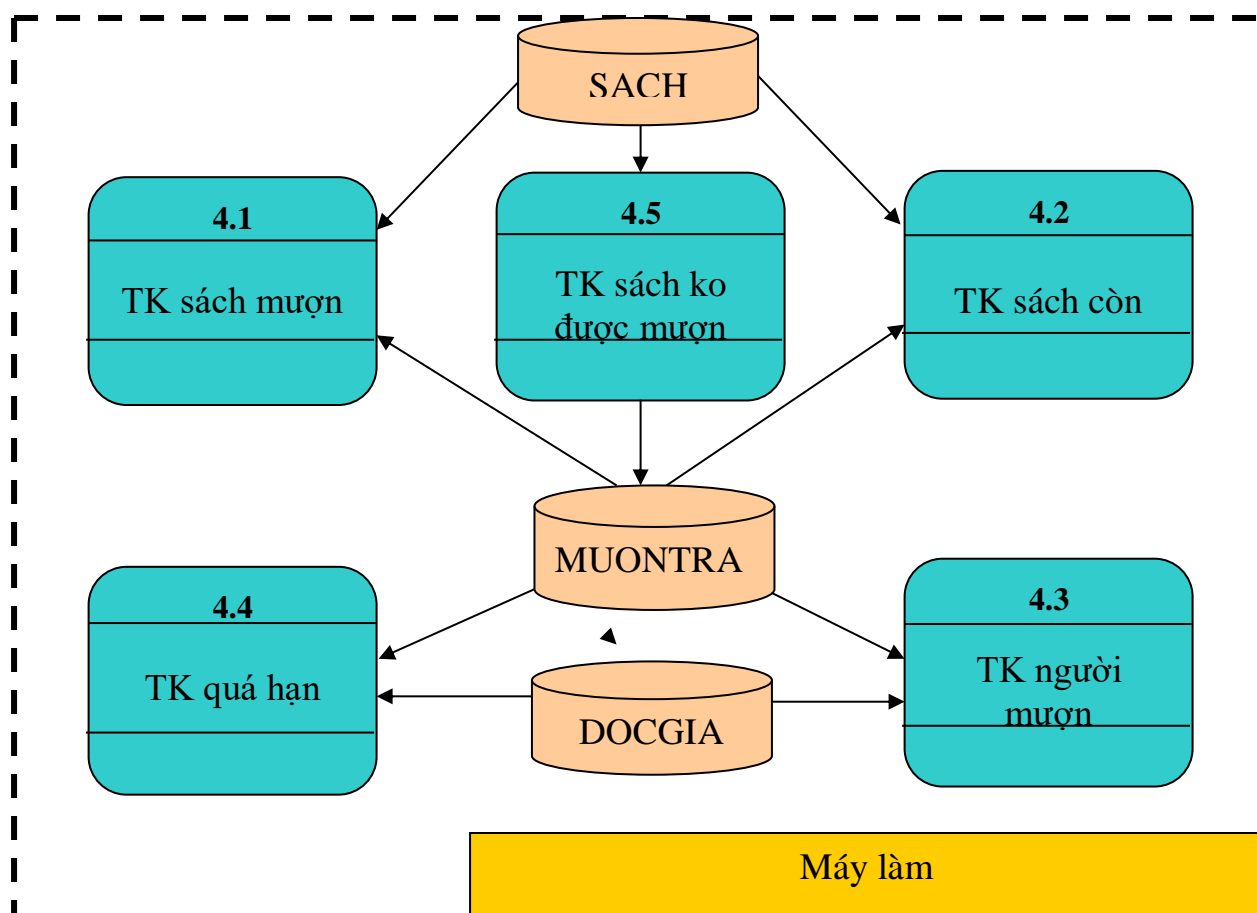 SACH
4.1
TK sách mượn
4.5
TK sách ko
được mượn
4.2
TK sách còn
MUONTRA
4.4
TK quá hạn
4.3
TK người
mượn
DOCGIA
Máy làm